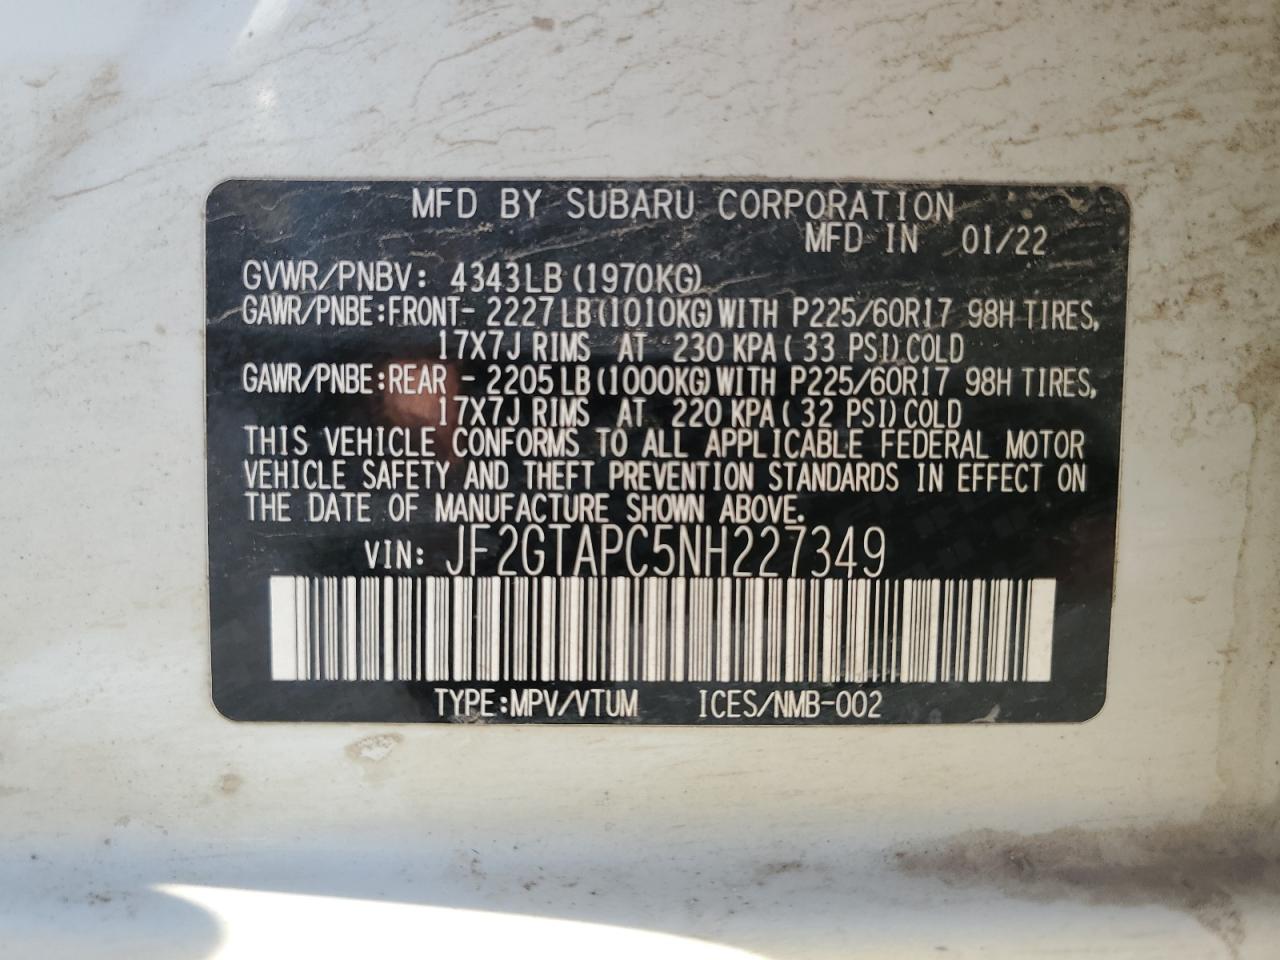 MFD BY SUBARU CORPORATION
MFD IN 01/22
GVWR/PNBV: 4343LB(1970KG)
GAWR/PNBE:FRONT- 2227LB(1010KG)WITH P225/60R17 98H TIRES,
17X7J RIMS AT 230 KPA(33 PSI)COLD
GAWR/PNBE:REAR - 2205LB(1000KG)WITH P225/60R17 98H TIRES,
17X7J RIMS AT 220 KPA(32 PSI)COLD
THIS VEHICLE CONFORMS TO ALL APPLICABLE FEDERAL MOTOR
VEHICLE SAFETY AND THEFT PREVENTION STANDARDS IN EFFECT ON
THE DATE OF MANUFACTURE SHOWN ABOVE.
VIN: JF2GTAPC5NH227349
TYPE:MPV/VTUM ICES/NMB-002